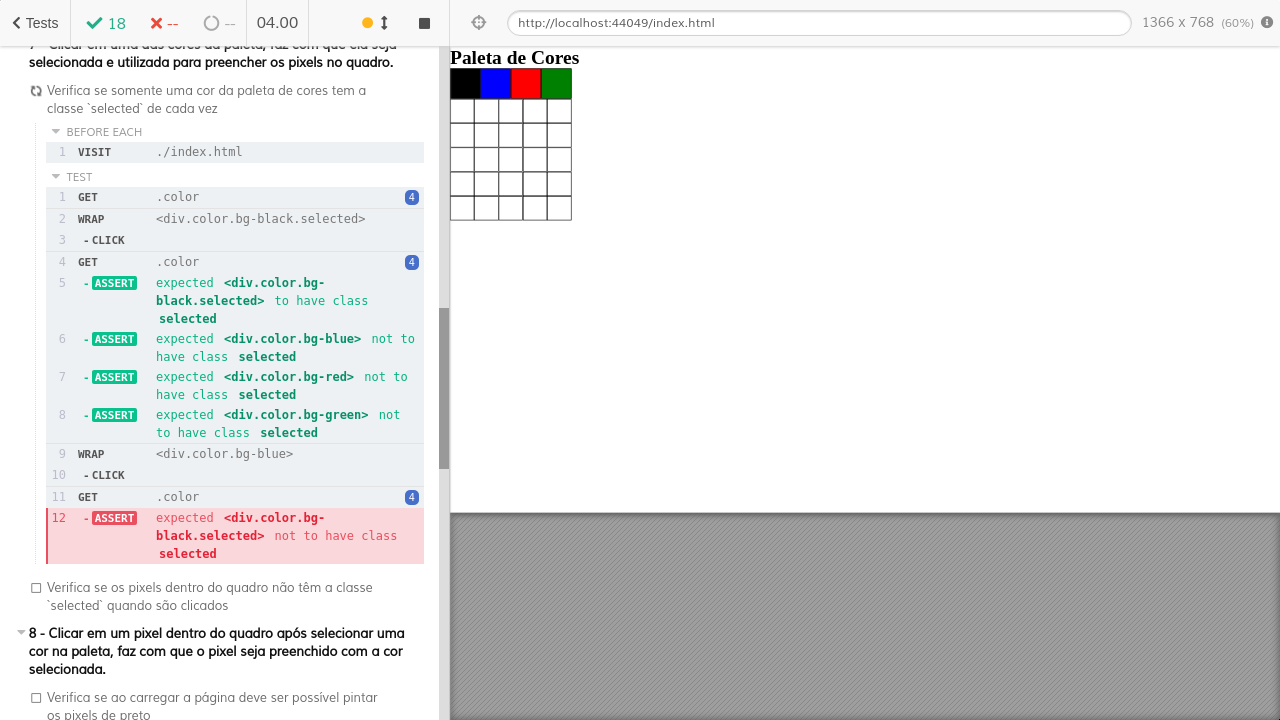 Tests
18
--
--
04.00
http://localhost:44049/index.html
1366 x 768 (60%)
7 - Clicar em uma das cores da paleta, faz com que ela seja
selecionada e utilizada para preencher os pixels no quadro.
Verifica se somente uma cor da paleta de cores tem a
classe `selected` de cada vez
BEFORE EACH
1 VISIT ./index.html
TEST
1 GET .color 4
2 WRAP <div.color.bg-black.selected>
3 -CLICK
4 GET .color 4
5 -ASSERT expected <div.color.bg-
black.selected> to have class
selected
6 -ASSERT expected <div.color.bg-blue> not to
have class selected
7 -ASSERT expected <div.color.bg-red> not to
have class selected
8 -ASSERT expected <div.color.bg-green> not
to have class selected
9 WRAP <div.color.bg-blue>
10 -CLICK
11 GET .color 4
12 -ASSERT expected <div.color.bg-
black.selected> not to have class
selected
Verifica se os pixels dentro do quadro não têm a classe
`selected` quando são clicados
8 - Clicar em um pixel dentro do quadro após selecionar uma
cor na paleta, faz com que o pixel seja preenchido com a cor
selecionada.
Verifica se ao carregar a página deve ser possível pintar
os pixels de preto
Paleta de Cores